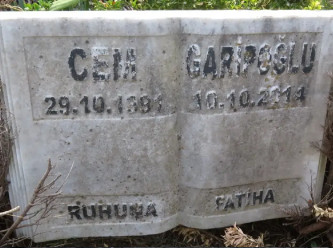 CEM GARİPOĞLU
29.10.1991 10.10.2014
RUHUNA FATİHA